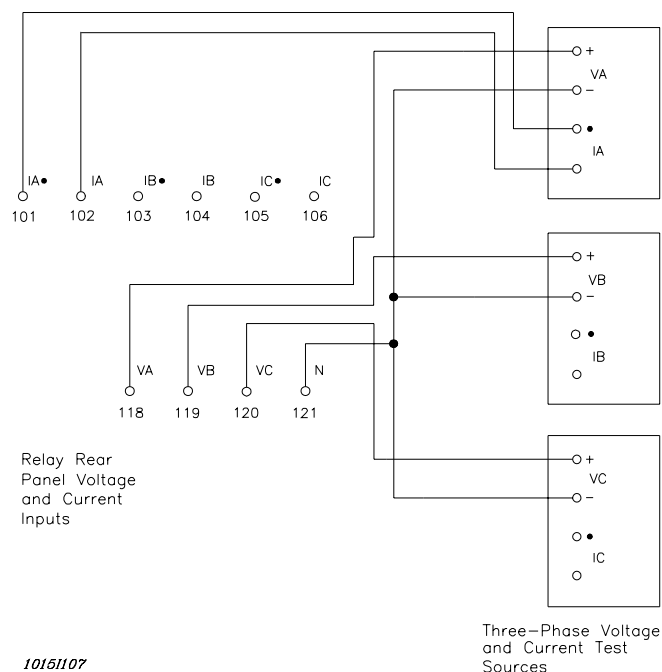 +
VA
−
•
IA
IA•
IA
IB•
IB
IC•
IC
101
102
103
104
105
106
+
VB
−
•
IB
VA
VB
VC
N
118
119
120
121
Relay Rear
Panel Voltage
and Current
Inputs
+
VC
−
•
IC
Three−Phase Voltage
and Current Test
Sources
1015I107